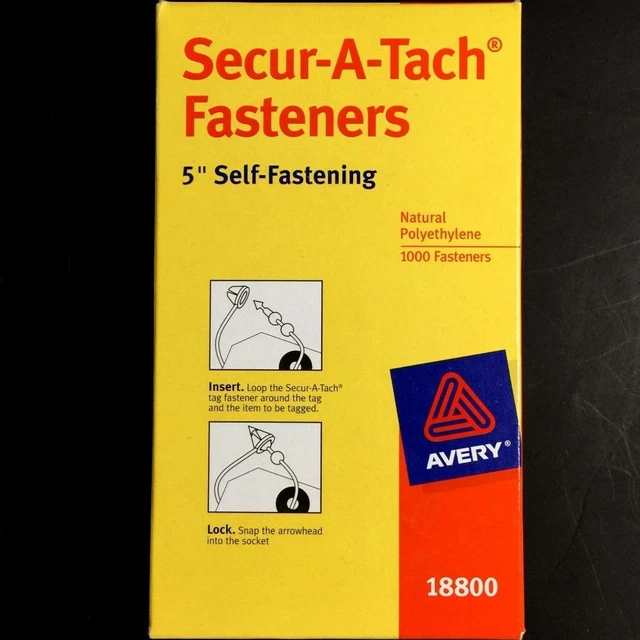 Secur-A-Tach®
Fasteners
5" Self-Fastening
Natural
Polyethylene
1000 Fasteners
Insert. Loop the Secur-A-Tach®
tag fastener around the tag
and the item to be tagged.
AVERY®
Lock. Snap the arrowhead
into the socket
18800